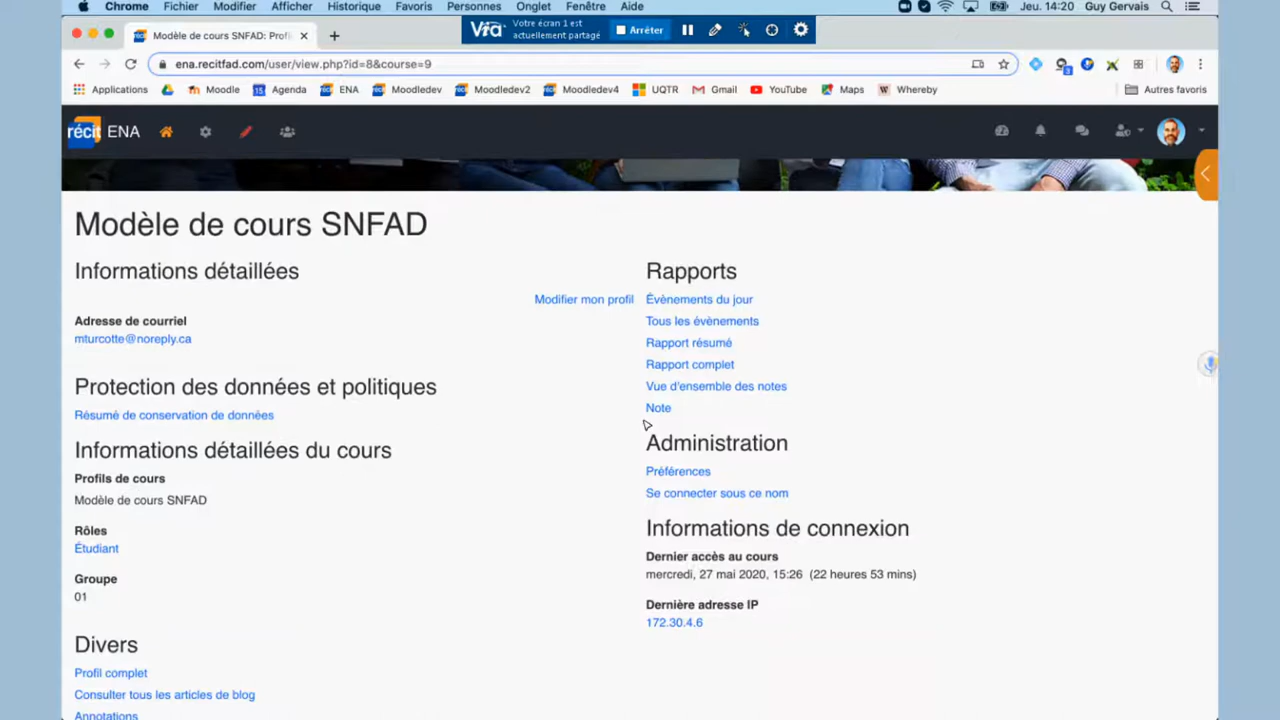 Chrome Fichier Modifier Afficher Historique Favoris Personnes Onglet Fenêtre Aide Jeu. 14:20 Guy Gervais
Via Votre écran 1 est actuellement partagé Arrêter
Modèle de cours SNFAD: Profi
ena.recitfad.org/user/view.php?id=8&course=9
Applications Moodle Agenda ENA Moodledev Moodledev2 Moodledev4 UQTR Gmail YouTube Maps Whereby Autres favoris
récit ENA
Modèle de cours SNFAD
Informations détaillées
Modifier mon profil
Adresse de courriel
mturcotte@noreply.ca
Protection des données et politiques
Résumé de conservation de données
Informations détaillées du cours
Profils de cours
Modèle de cours SNFAD
Rôles
Étudiant
Groupe
01
Divers
Profil complet
Consulter tous les articles de blog
Annotations
Rapports
Évènements du jour
Tous les évènements
Rapport résumé
Rapport complet
Vue d'ensemble des notes
Note
Administration
Préférences
Se connecter sous ce nom
Informations de connexion
Dernier accès au cours
mercredi, 27 mai 2020, 15:26 (22 heures 53 mins)
Dernière adresse IP
172.30.4.6